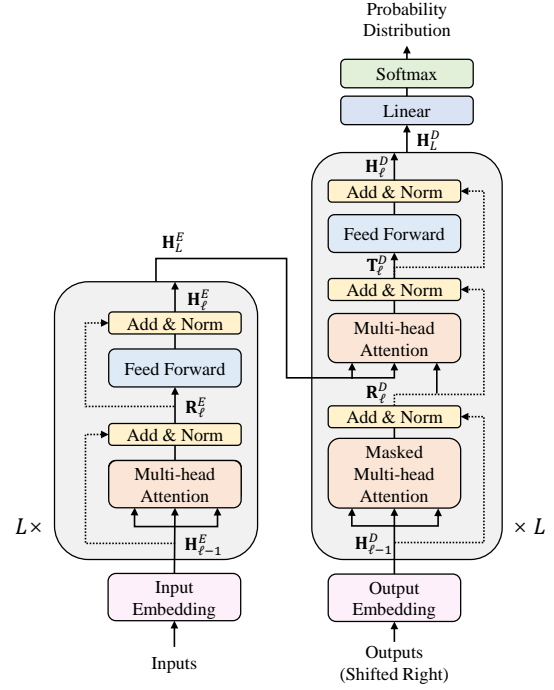 Probability
Distribution
Softmax
Linear
𝐇_L^D
𝐇_ℓ^D
Add & Norm
Feed Forward
𝐓_ℓ^D
Add & Norm
Multi-head
Attention
𝐑_ℓ^D
Add & Norm
Masked
Multi-head
Attention
𝐇_{ℓ−1}^D
× L
Output
Embedding
Outputs
(Shifted Right)
𝐇_L^E
𝐇_ℓ^E
Add & Norm
Feed Forward
𝐑_ℓ^E
Add & Norm
Multi-head
Attention
L×
𝐇_{ℓ−1}^E
Input
Embedding
Inputs